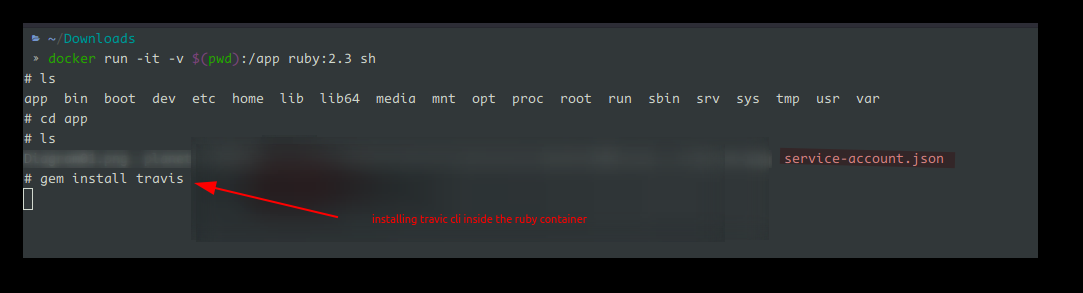 ~/Downloads
» docker run -it -v $(pwd):/app ruby:2.3 sh
# ls
app bin boot dev etc home lib lib64 media mnt opt proc root run sbin srv sys tmp usr var
# cd app
# ls
service-account.json
# gem install travis
installing travic cli inside the ruby container